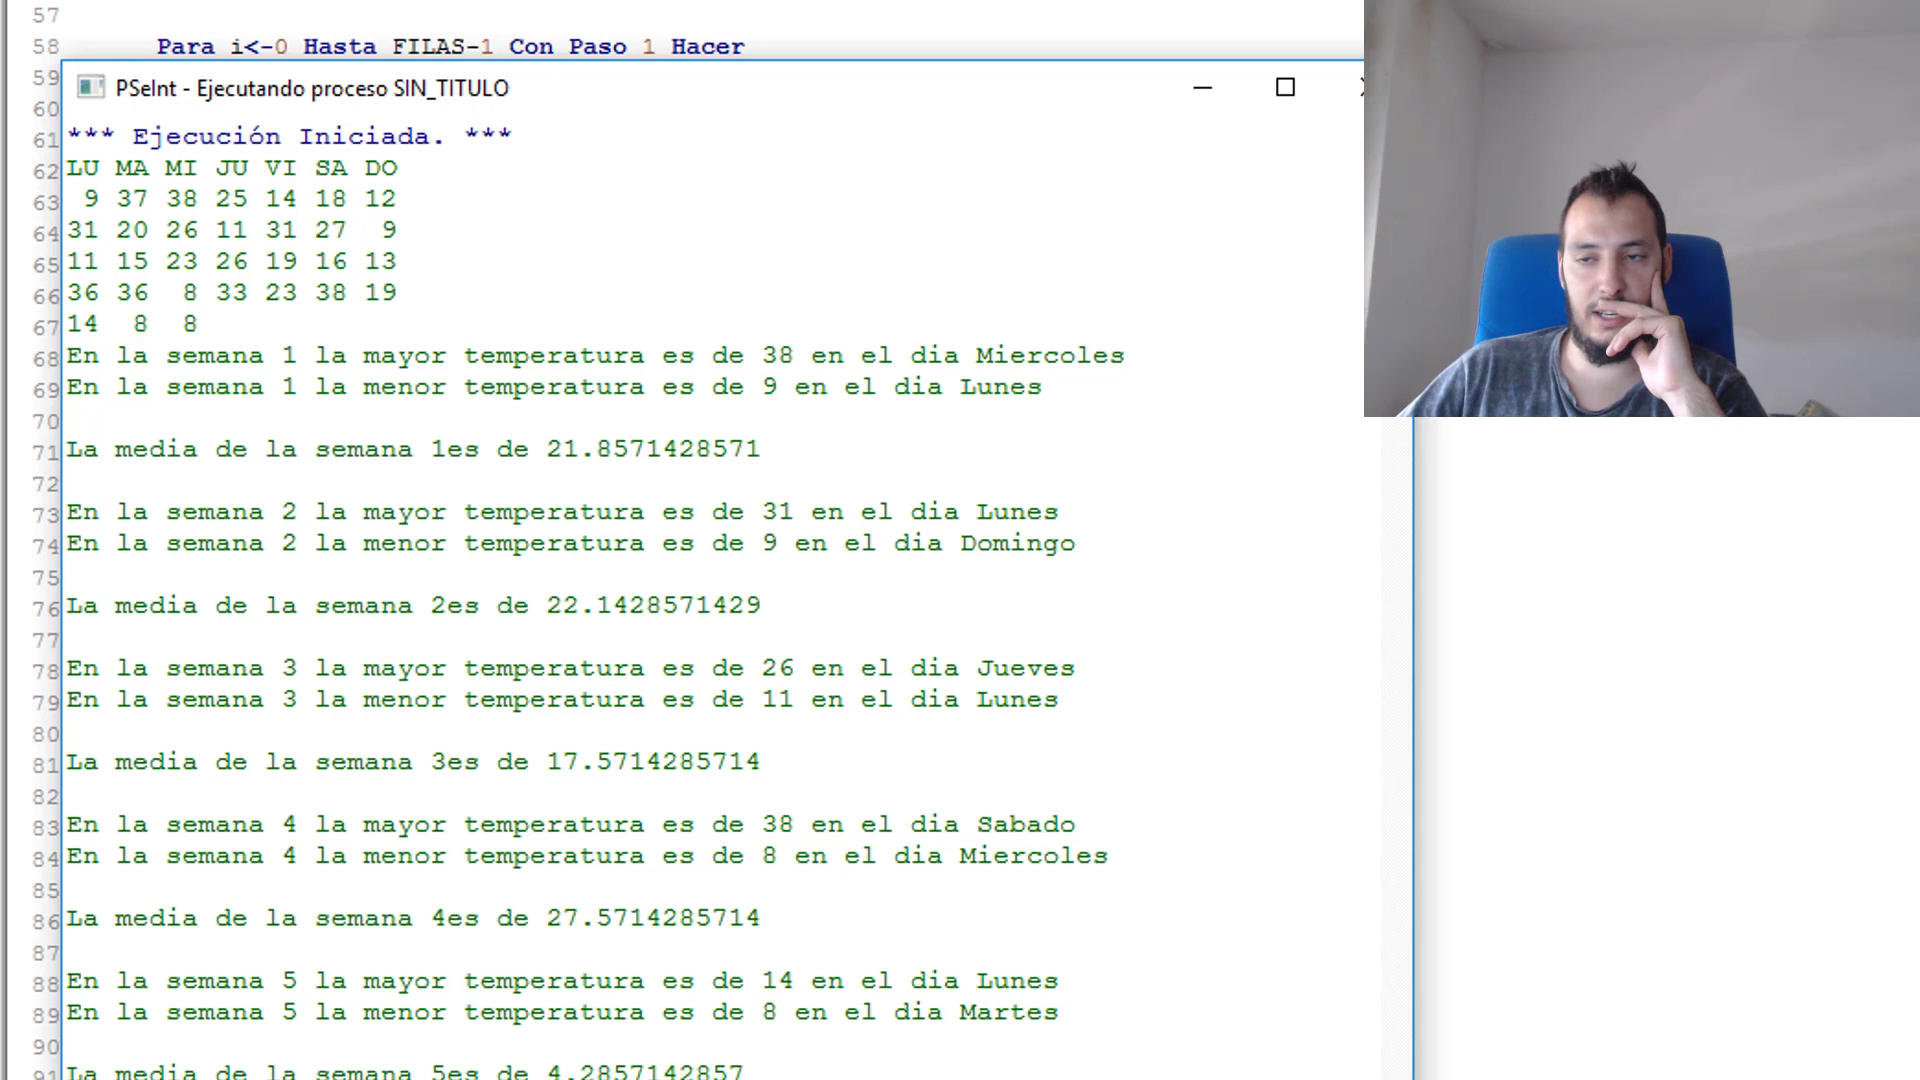 57
58 Para i<-0 Hasta FILAS-1 Con Paso 1 Hacer
59 PSeInt - Ejecutando proceso SIN_TITULO
60
61 *** Ejecución Iniciada. ***
62 LU MA MI JU VI SA DO
63 9 37 38 25 14 18 12
64 31 20 26 11 31 27 9
65 11 15 23 26 19 16 13
66 36 36 8 33 23 38 19
67 14 8 8
68 En la semana 1 la mayor temperatura es de 38 en el dia Miercoles
69 En la semana 1 la menor temperatura es de 9 en el dia Lunes
70
71 La media de la semana 1es de 21.8571428571
72
73 En la semana 2 la mayor temperatura es de 31 en el dia Lunes
74 En la semana 2 la menor temperatura es de 9 en el dia Domingo
75
76 La media de la semana 2es de 22.1428571429
77
78 En la semana 3 la mayor temperatura es de 26 en el dia Jueves
79 En la semana 3 la menor temperatura es de 11 en el dia Lunes
80
81 La media de la semana 3es de 17.5714285714
82
83 En la semana 4 la mayor temperatura es de 38 en el dia Sabado
84 En la semana 4 la menor temperatura es de 8 en el dia Miercoles
85
86 La media de la semana 4es de 27.5714285714
87
88 En la semana 5 la mayor temperatura es de 14 en el dia Lunes
89 En la semana 5 la menor temperatura es de 8 en el dia Martes
90
91 La media de la semana 5es de 4.2857142857